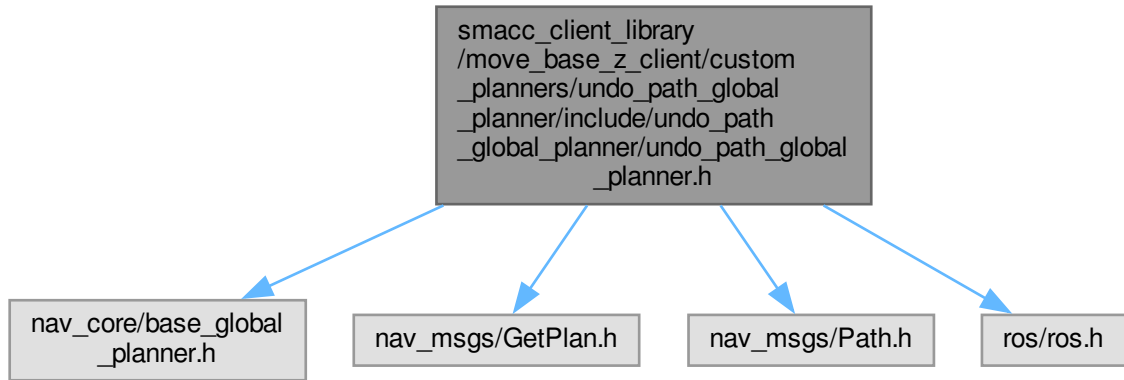 smacc_client_library
/move_base_z_client/custom
_planners/undo_path_global
_planner/include/undo_path
_global_planner/undo_path_global
_planner.h
nav_core/base_global
_planner.h
nav_msgs/GetPlan.h
nav_msgs/Path.h
ros/ros.h